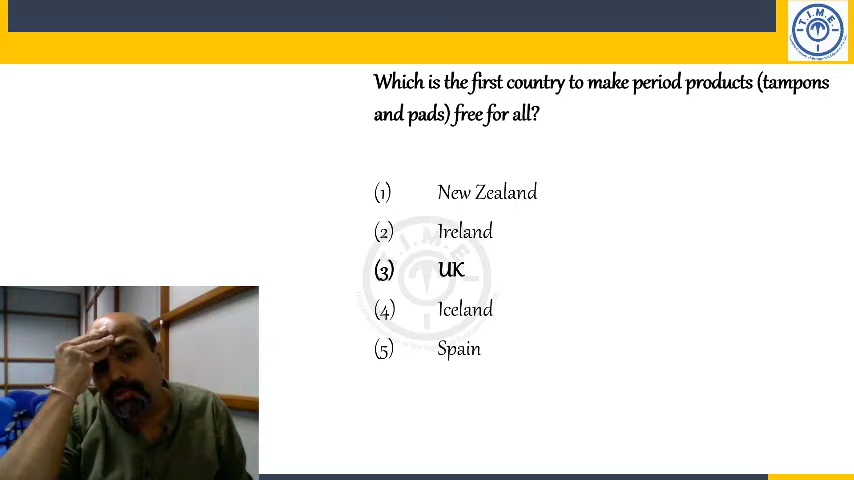 T.I.M.E.
Which is the first country to make period products (tampons
and pads) free for all?
(1) New Zealand
(2) Ireland
(3) UK
(4) Iceland
(5) Spain